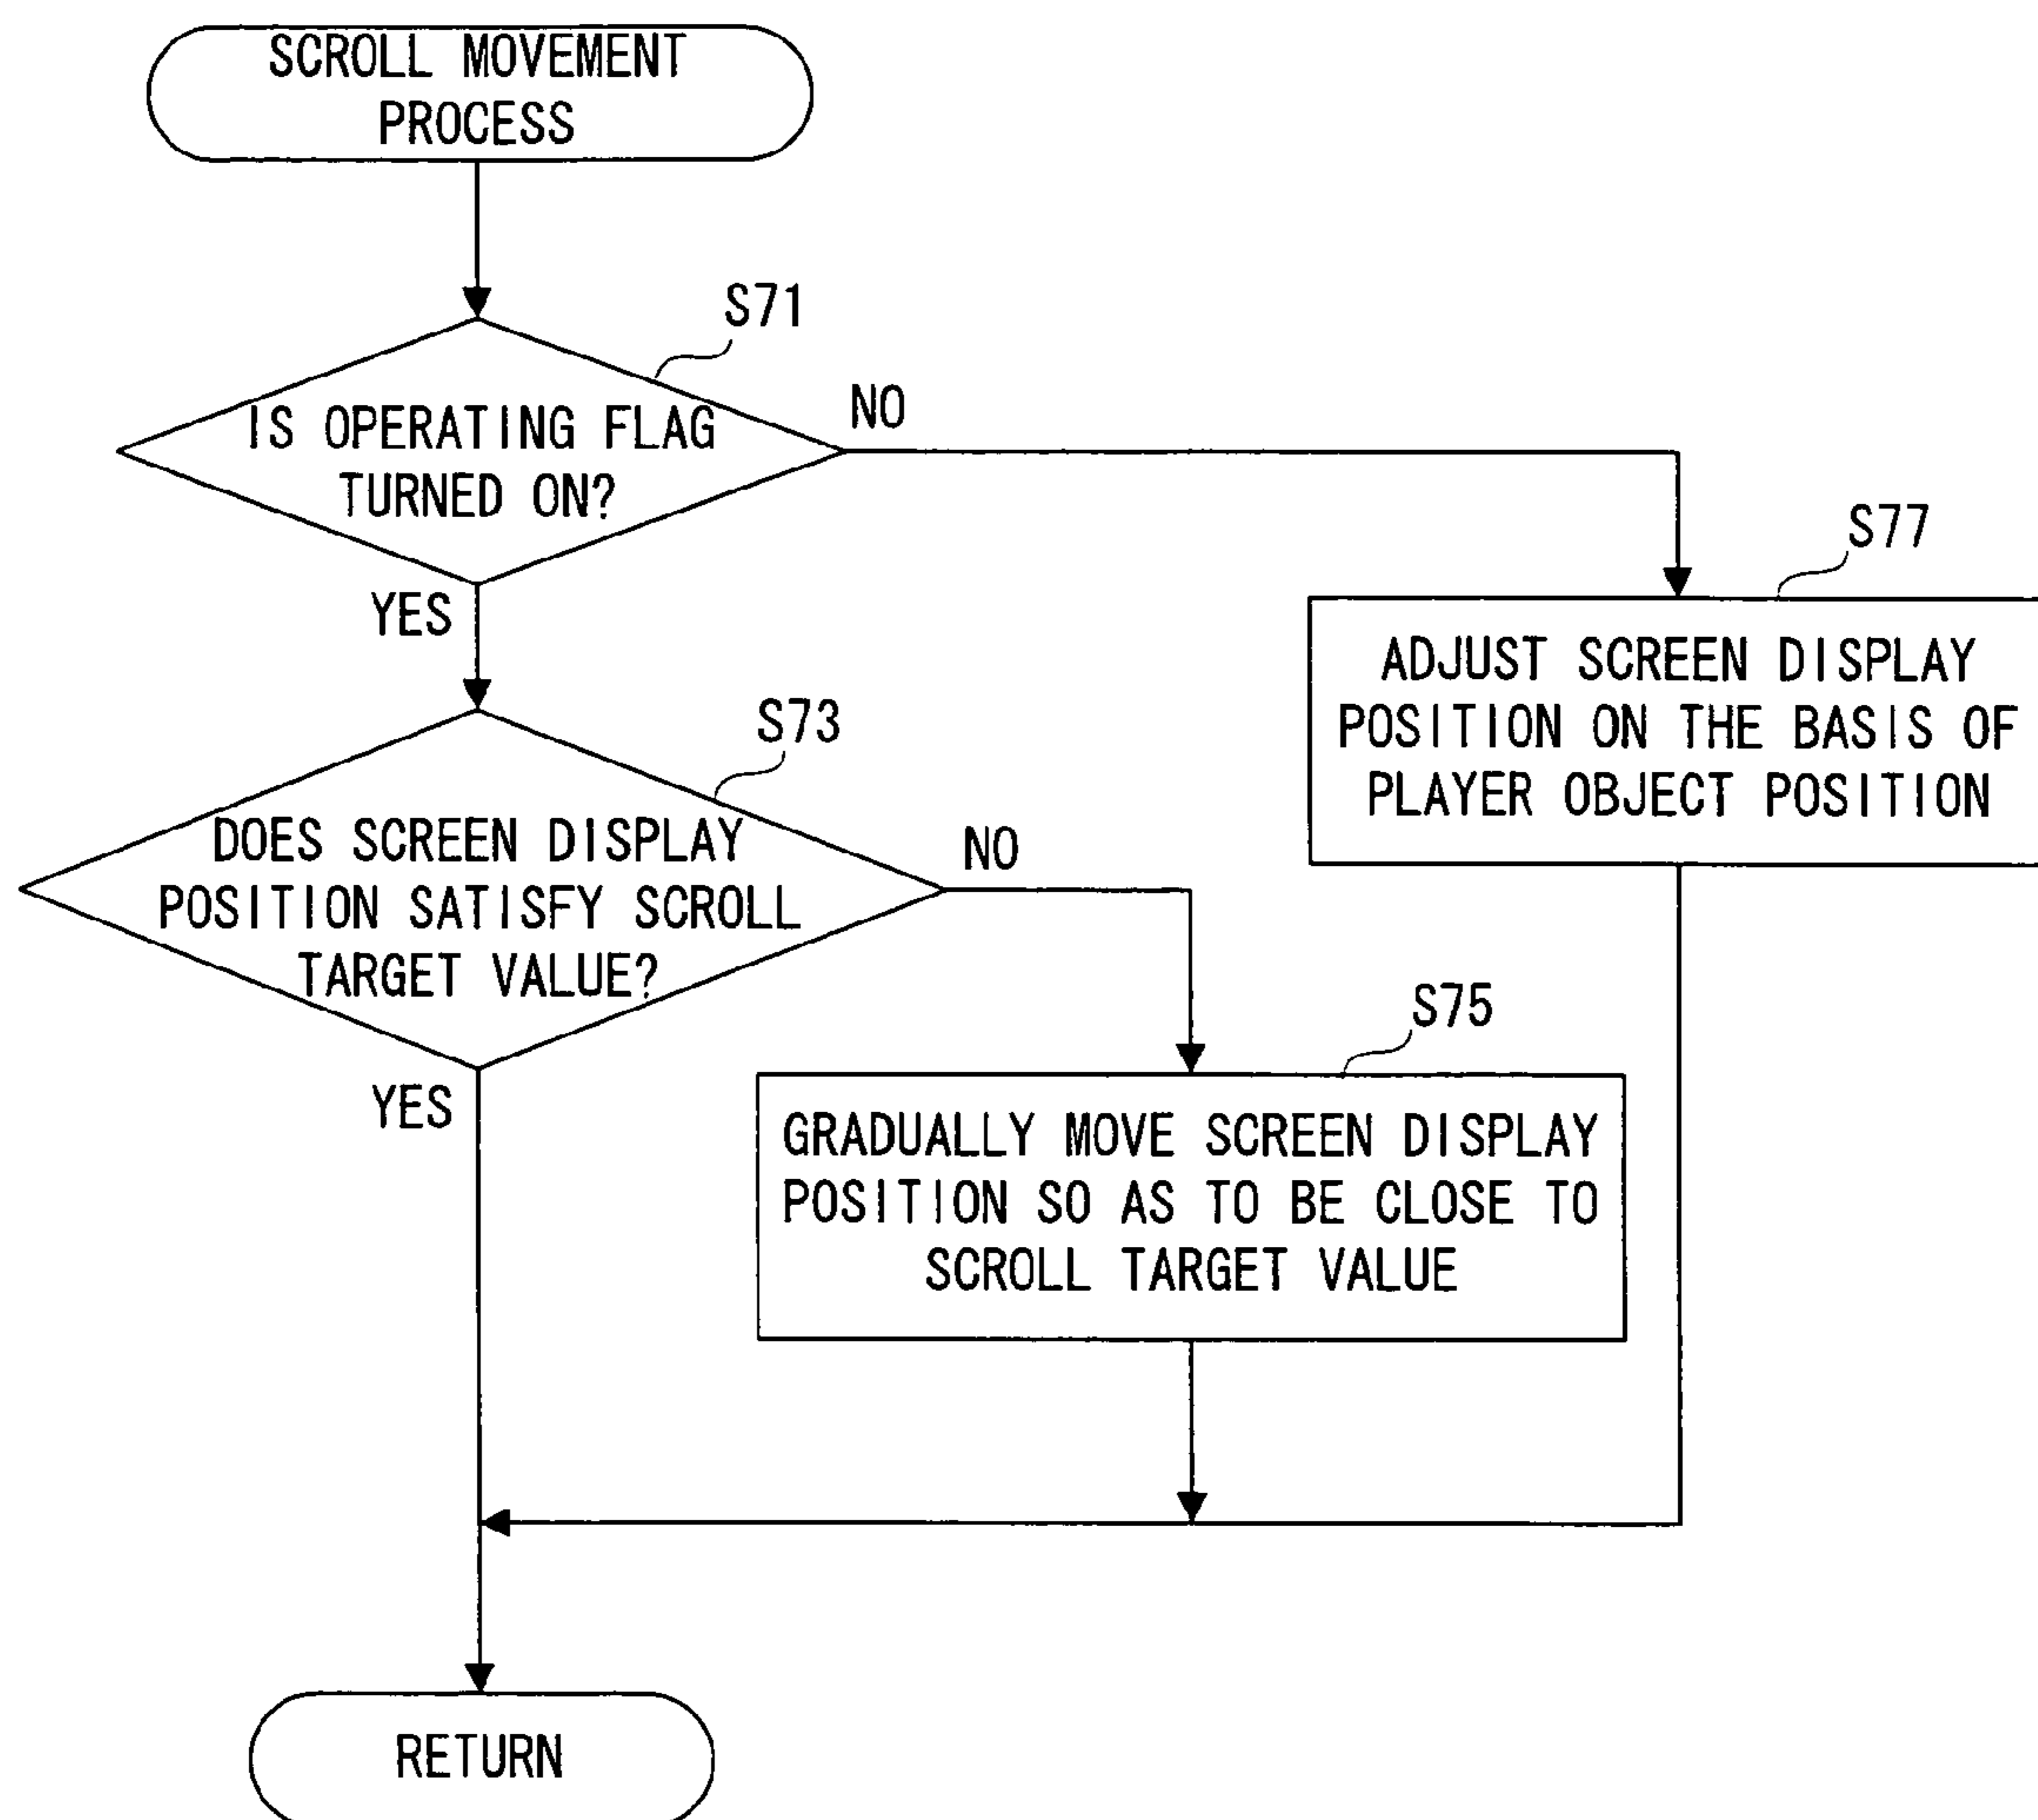 SCROLL MOVEMENT
PROCESS
S71
IS OPERATING FLAG
TURNED ON?
NO
YES
S77
ADJUST SCREEN DISPLAY
POSITION ON THE BASIS OF
PLAYER OBJECT POSITION
S73
DOES SCREEN DISPLAY
POSITION SATISFY SCROLL
TARGET VALUE?
NO
YES
S75
GRADUALLY MOVE SCREEN DISPLAY
POSITION SO AS TO BE CLOSE TO
SCROLL TARGET VALUE
RETURN